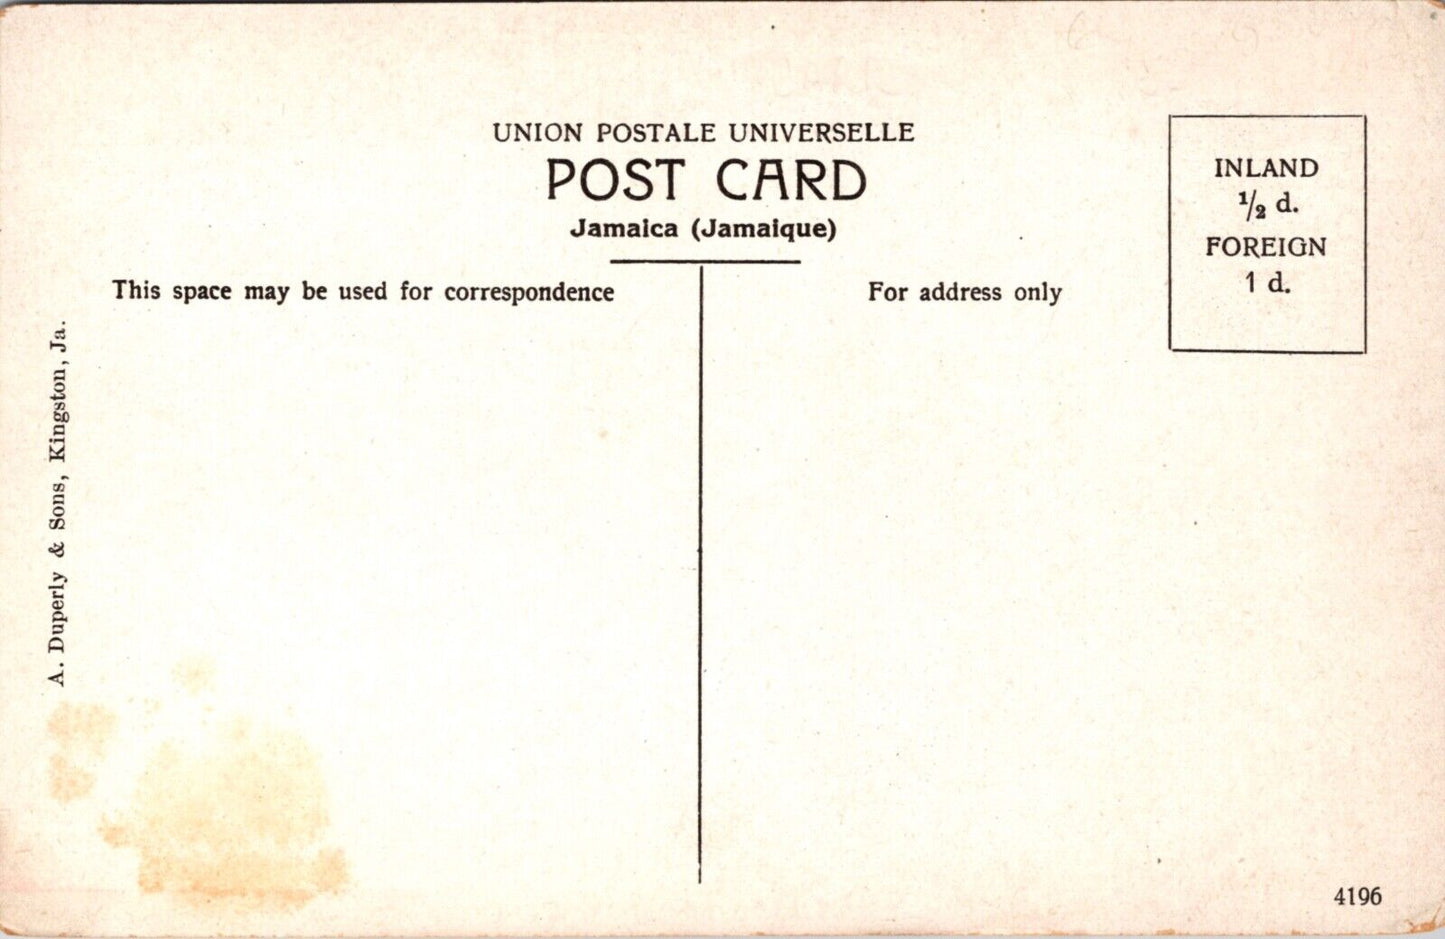 UNION POSTALE UNIVERSELLE
POST CARD
Jamaica (Jamaique)
This space may be used for correspondence
For address only
INLAND
1/2 d.
FOREIGN
1 d.
A. Duperly & Sons, Kingston, Ja.
4196